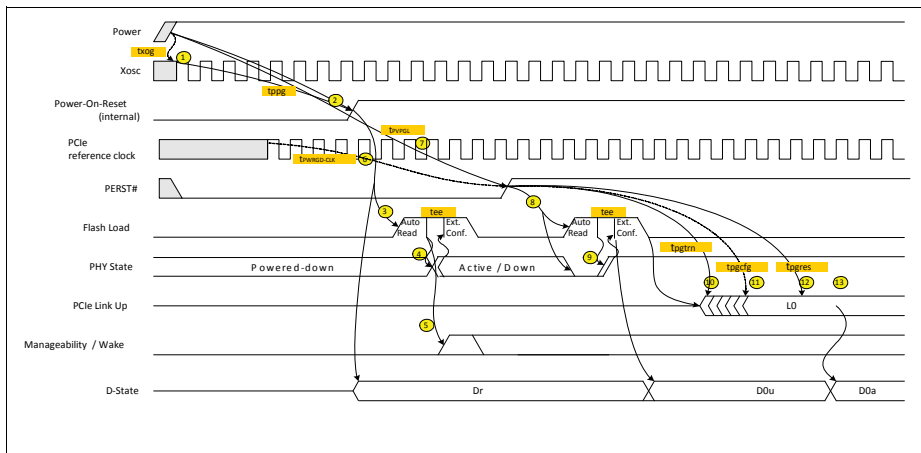 Power
txog
1
Xosc
tppg
2
Power-On-Reset
(internal)
tPVPGL
7
PCIe
reference clock
tPWRGD-CLK
6
PERST#
3
tee
8
tee
Flash Load
Auto
Read
Ext.
Conf.
Auto
Read
Ext.
Conf.
tpgtrn
4
9
PHY State
Powered-down
Active / Down
tpgcfg
tpgres
10
11
12
13
PCIe Link Up
L0
5
Manageability / Wake
D-State
Dr
D0u
D0a